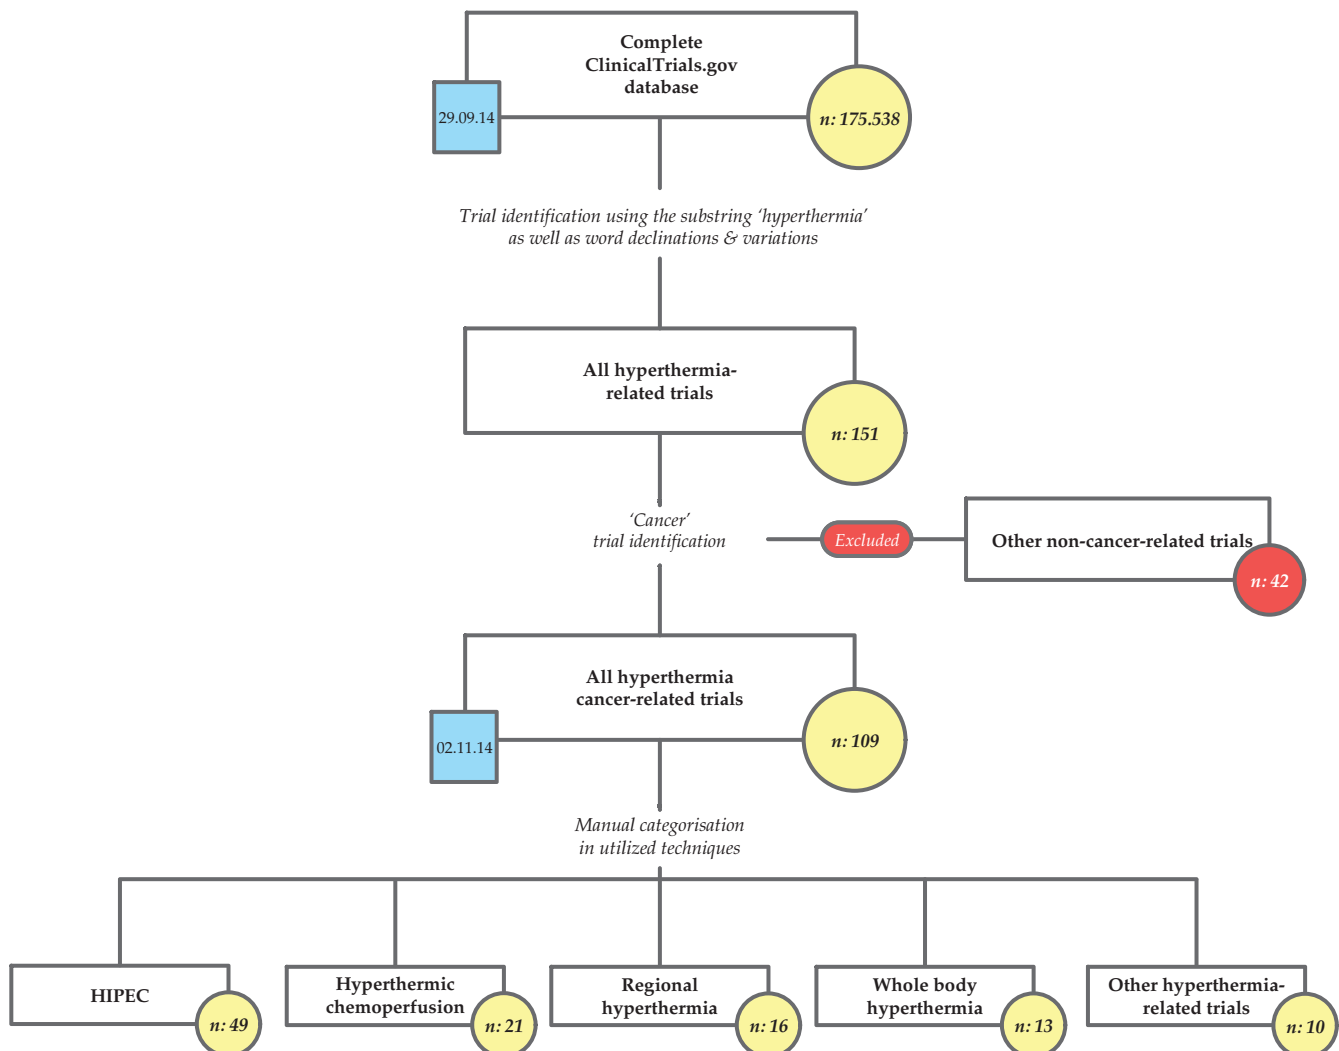 Complete
ClinicalTrials.gov
database
29.09.14
n: 175.538
Trial identification using the substring ‘hyperthermia’
as well as word declinations & variations
All hyperthermia-
related trials
n: 151
‘Cancer’
trial identification
Excluded
Other non-cancer-related trials
n: 42
All hyperthermia
cancer-related trials
02.11.14
n: 109
Manual categorisation
in utilized techniques
HIPEC
n: 49
Hyperthermic
chemoperfusion
n: 21
Regional
hyperthermia
n: 16
Whole body
hyperthermia
n: 13
Other hyperthermia-
related trials
n: 10